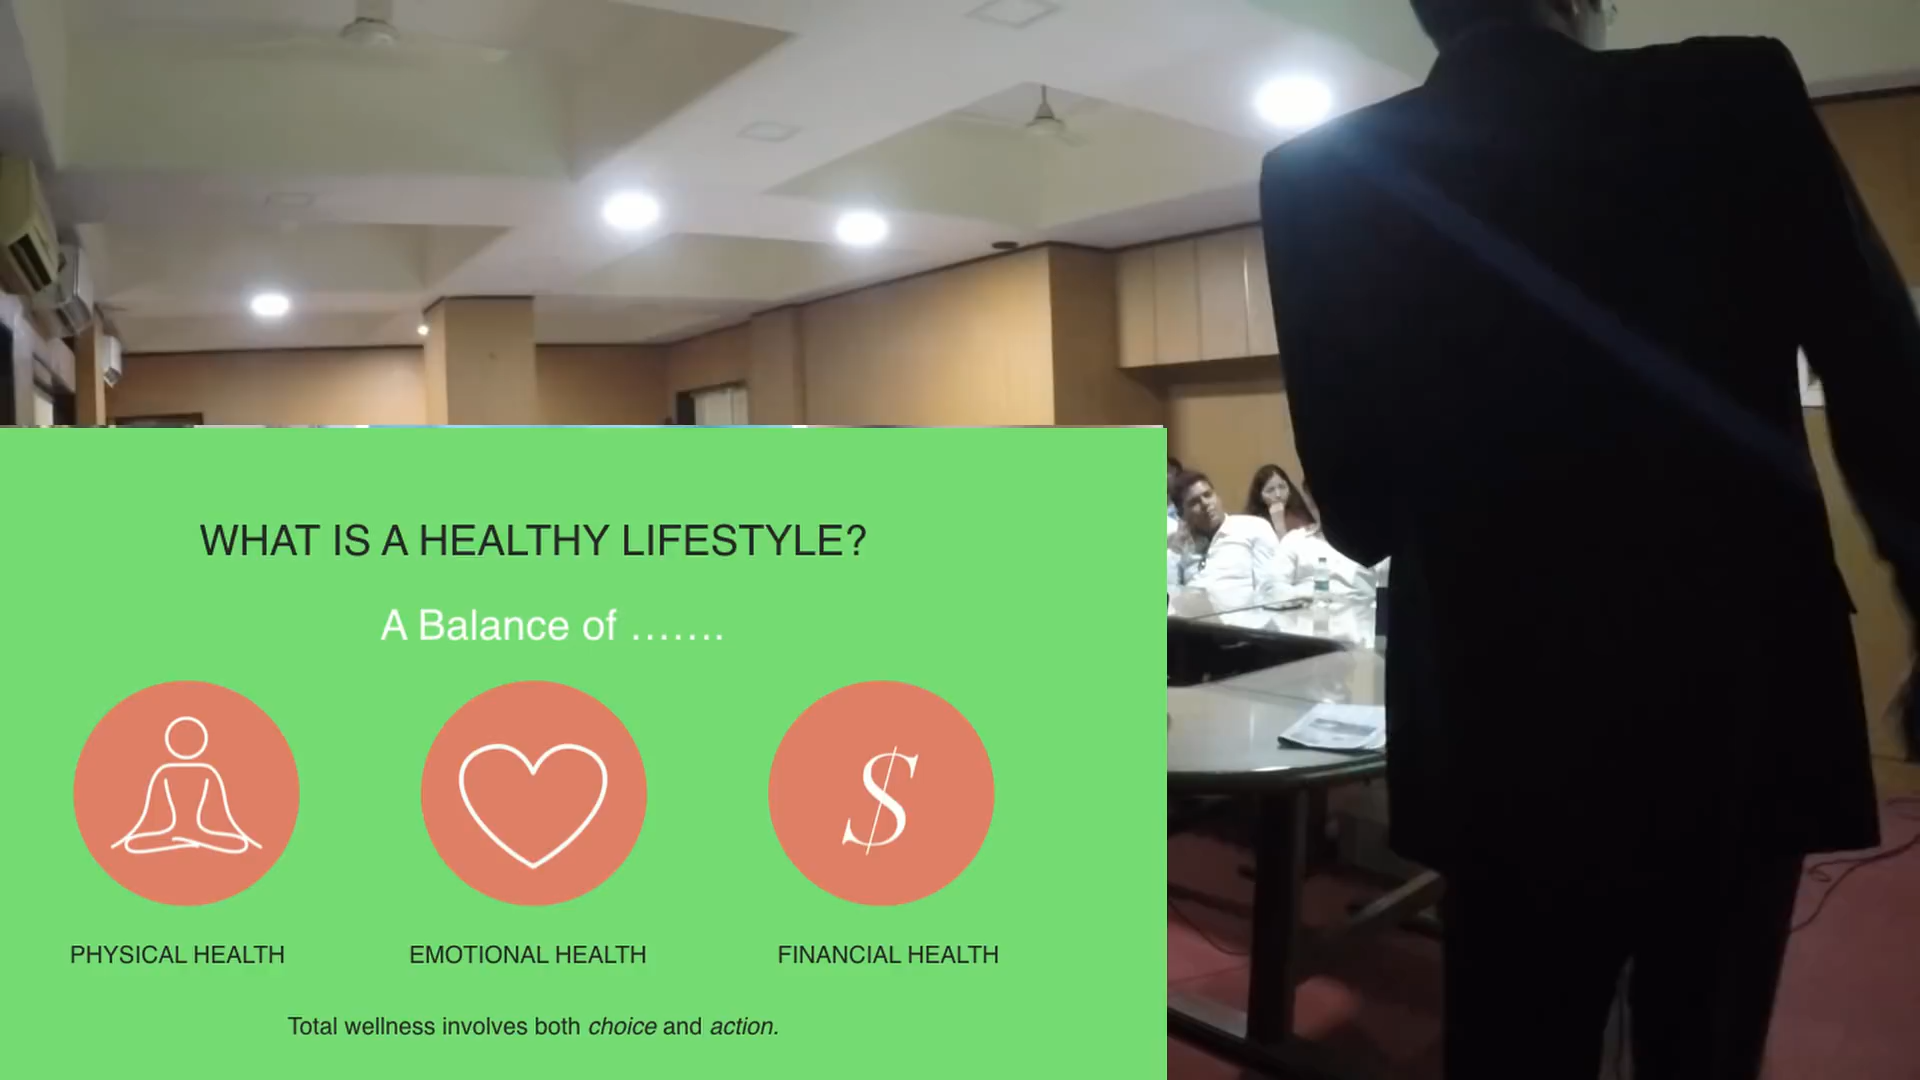 WHAT IS A HEALTHY LIFESTYLE?
A Balance of .......
PHYSICAL HEALTH
EMOTIONAL HEALTH
FINANCIAL HEALTH
Total wellness involves both choice and action.